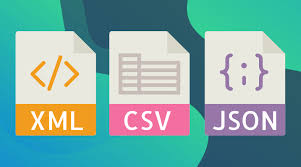 </>
{;}
XML
CSV
JSON